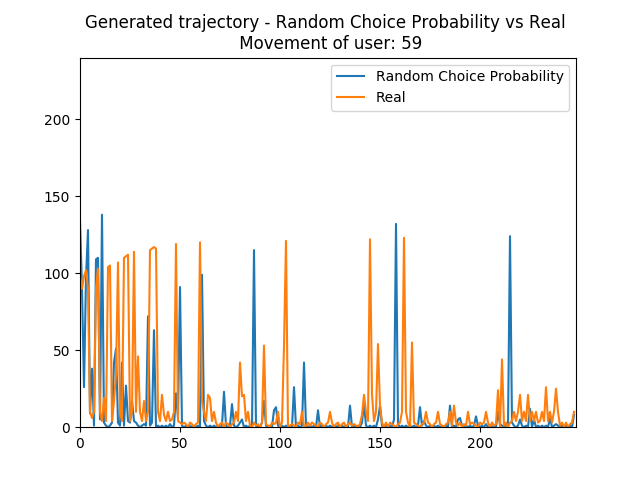 Generated trajectory - Random Choice Probability vs Real
Movement of user: 59
Random Choice Probability
Real
200
150
100
50
0
0
50
100
150
200